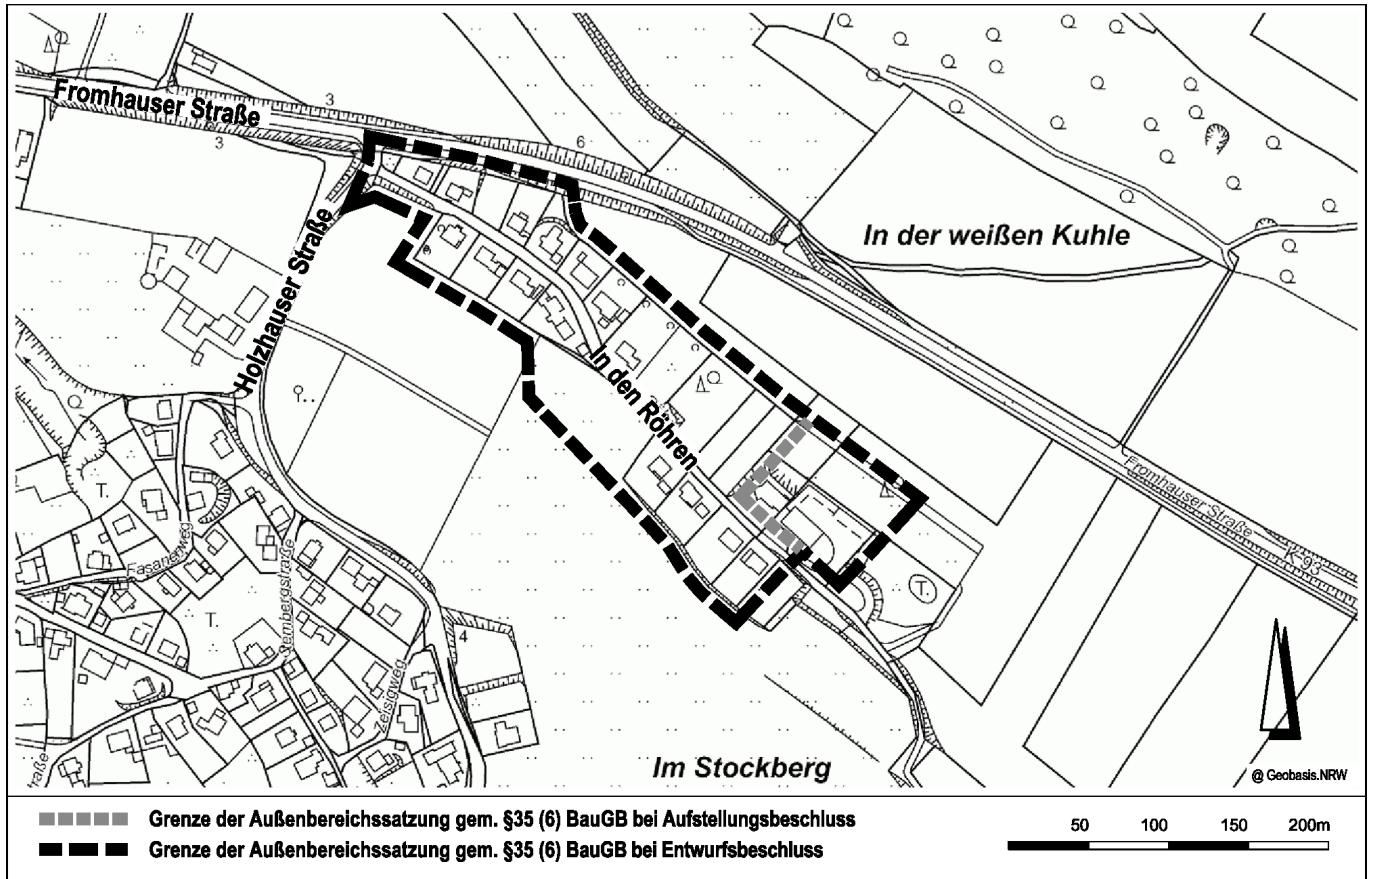 Fromhauser Straße
3
3
6
In der weißen Kuhle
Holzhauser Straße
In den Röhren
T.
Fasanenweg
Sternbergstraße
T.
Zeisigweg
4
T.
Fromhauser Straße
K 93
Im Stockberg
@ Geobasis.NRW
Grenze der Außenbereichssatzung gem. §35 (6) BauGB bei Aufstellungsbeschluss
Grenze der Außenbereichssatzung gem. §35 (6) BauGB bei Entwurfsbeschluss
50 100 150 200m